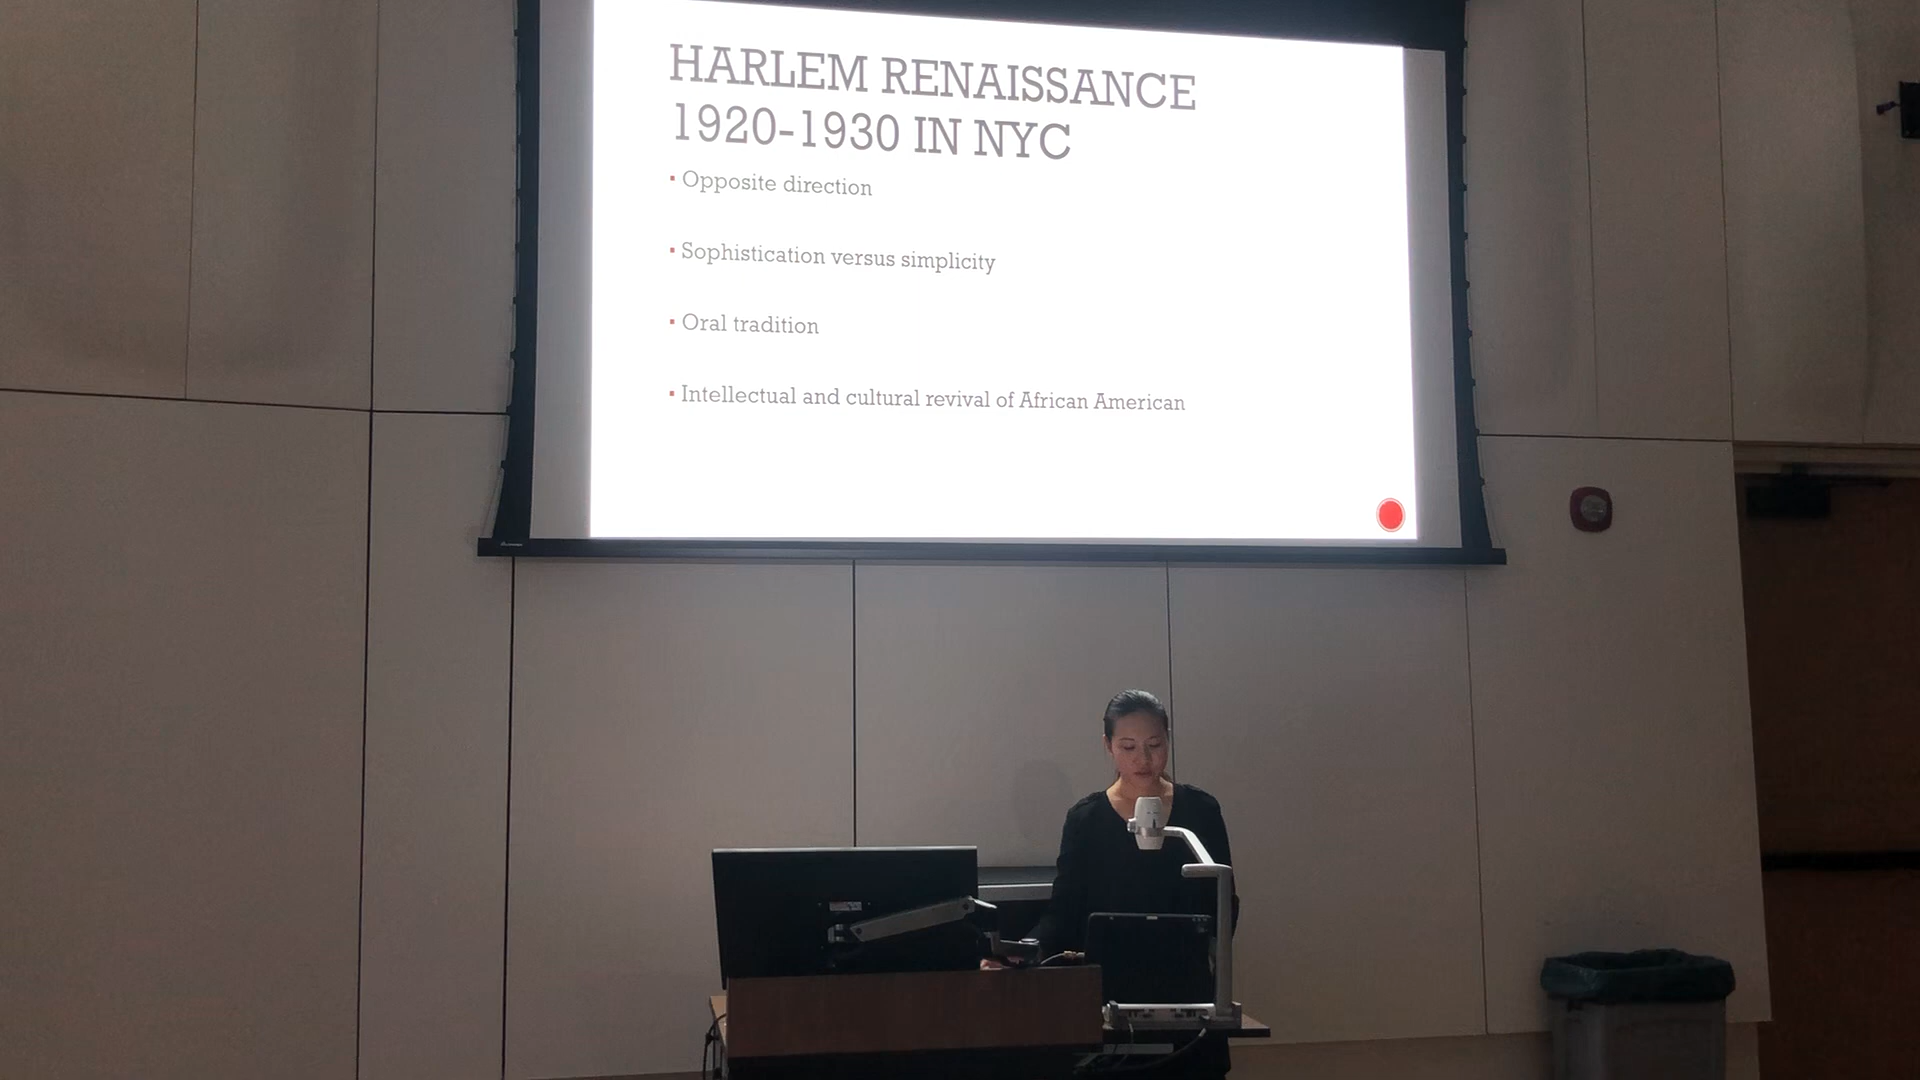 HARLEM RENAISSANCE
1920-1930 IN NYC
▪ Opposite direction
▪ Sophistication versus simplicity
▪ Oral tradition
▪ Intellectual and cultural revival of African American